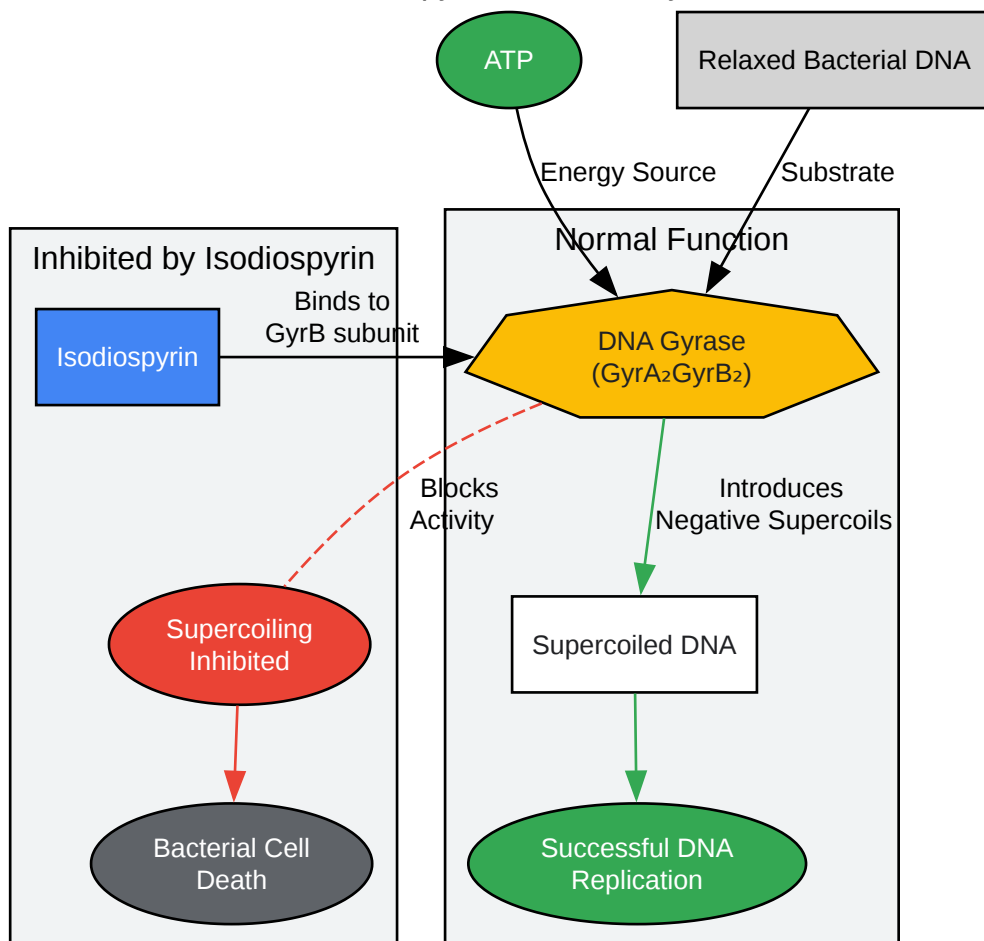 ATP
Relaxed Bacterial DNA
Energy Source
Substrate
Inhibited by Isodiospyrin
Normal Function
Binds to
GyrB subunit
Isodiospyrin
DNA Gyrase
(GyrA₂GyrB₂)
Blocks
Activity
Introduces
Negative Supercoils
Supercoiling
Inhibited
Supercoiled DNA
Bacterial Cell
Death
Successful DNA
Replication